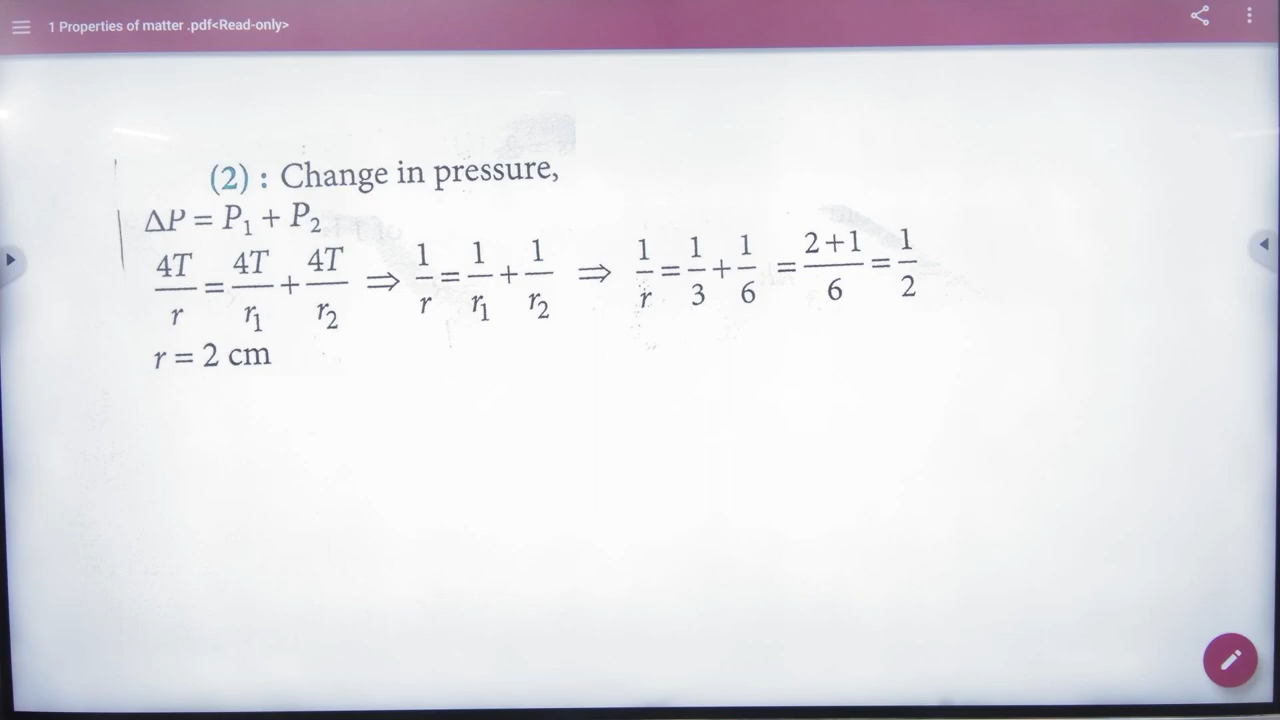 1 Properties of matter .pdf<Read-only>
(2) : Change in pressure,
ΔP = P₁ + P₂
4T/r = 4T/r₁ + 4T/r₂ ⇒ 1/r = 1/r₁ + 1/r₂ ⇒ 1/r = 1/3 + 1/6 = 2+1/6 = 1/2
r = 2 cm